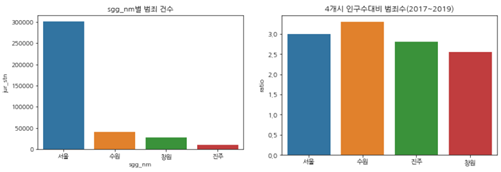 sgg_nm별 범죄 건수
300000
250000
200000
150000
100000
50000
0
jur_stn
서울
수원
창원
진주
sgg_nm
4개시 인구수대비 범죄수(2017~2019)
3.0
2.5
2.0
1.5
1.0
0.5
0.0
ratio
서울
수원
진주
창원